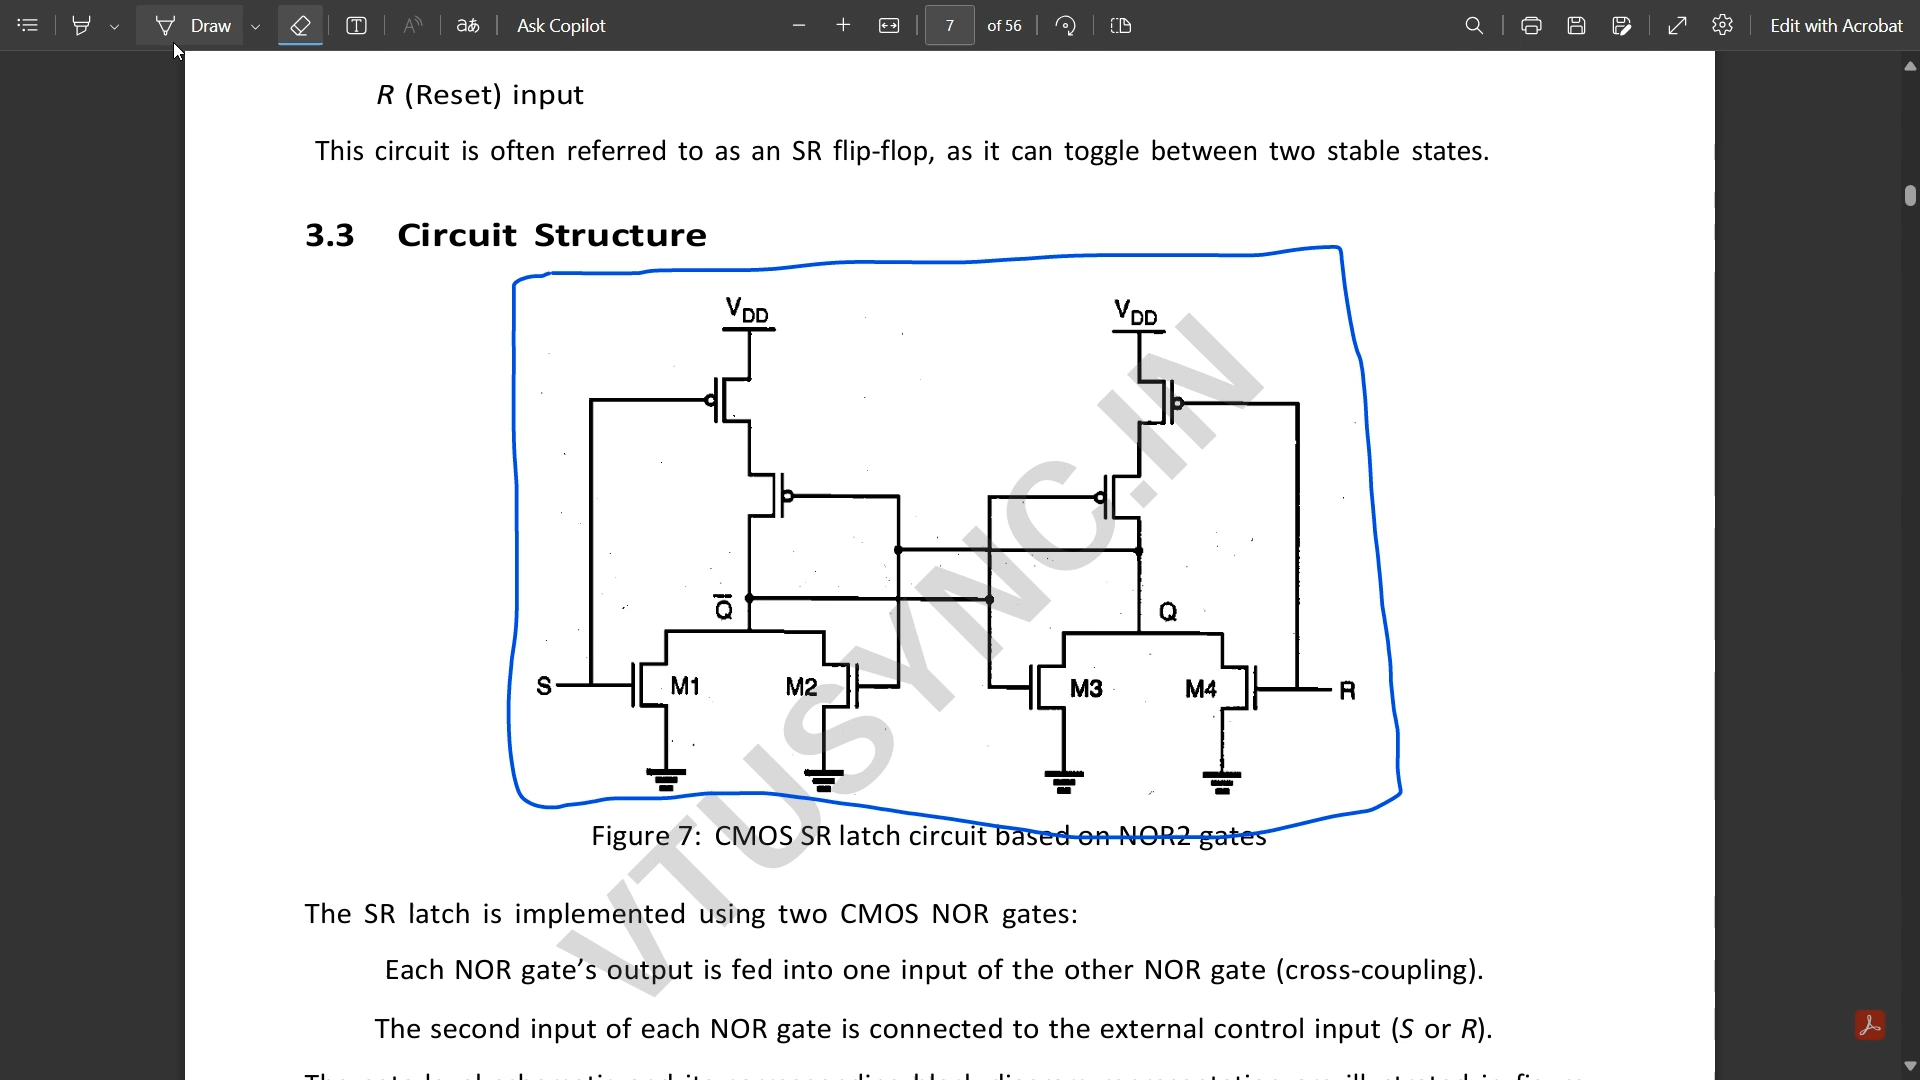 Draw
Ask Copilot
7 of 56
Edit with Acrobat
R (Reset) input
This circuit is often referred to as an SR flip-flop, as it can toggle between two stable states.
3.3 Circuit Structure
VDD
VDD
Q̅
Q
S
M1
M2
M3
M4
R
VTUSYNC.IN
Figure 7: CMOS SR latch circuit based on NOR2 gates
The SR latch is implemented using two CMOS NOR gates:
Each NOR gate's output is fed into one input of the other NOR gate (cross-coupling).
The second input of each NOR gate is connected to the external control input (S or R).